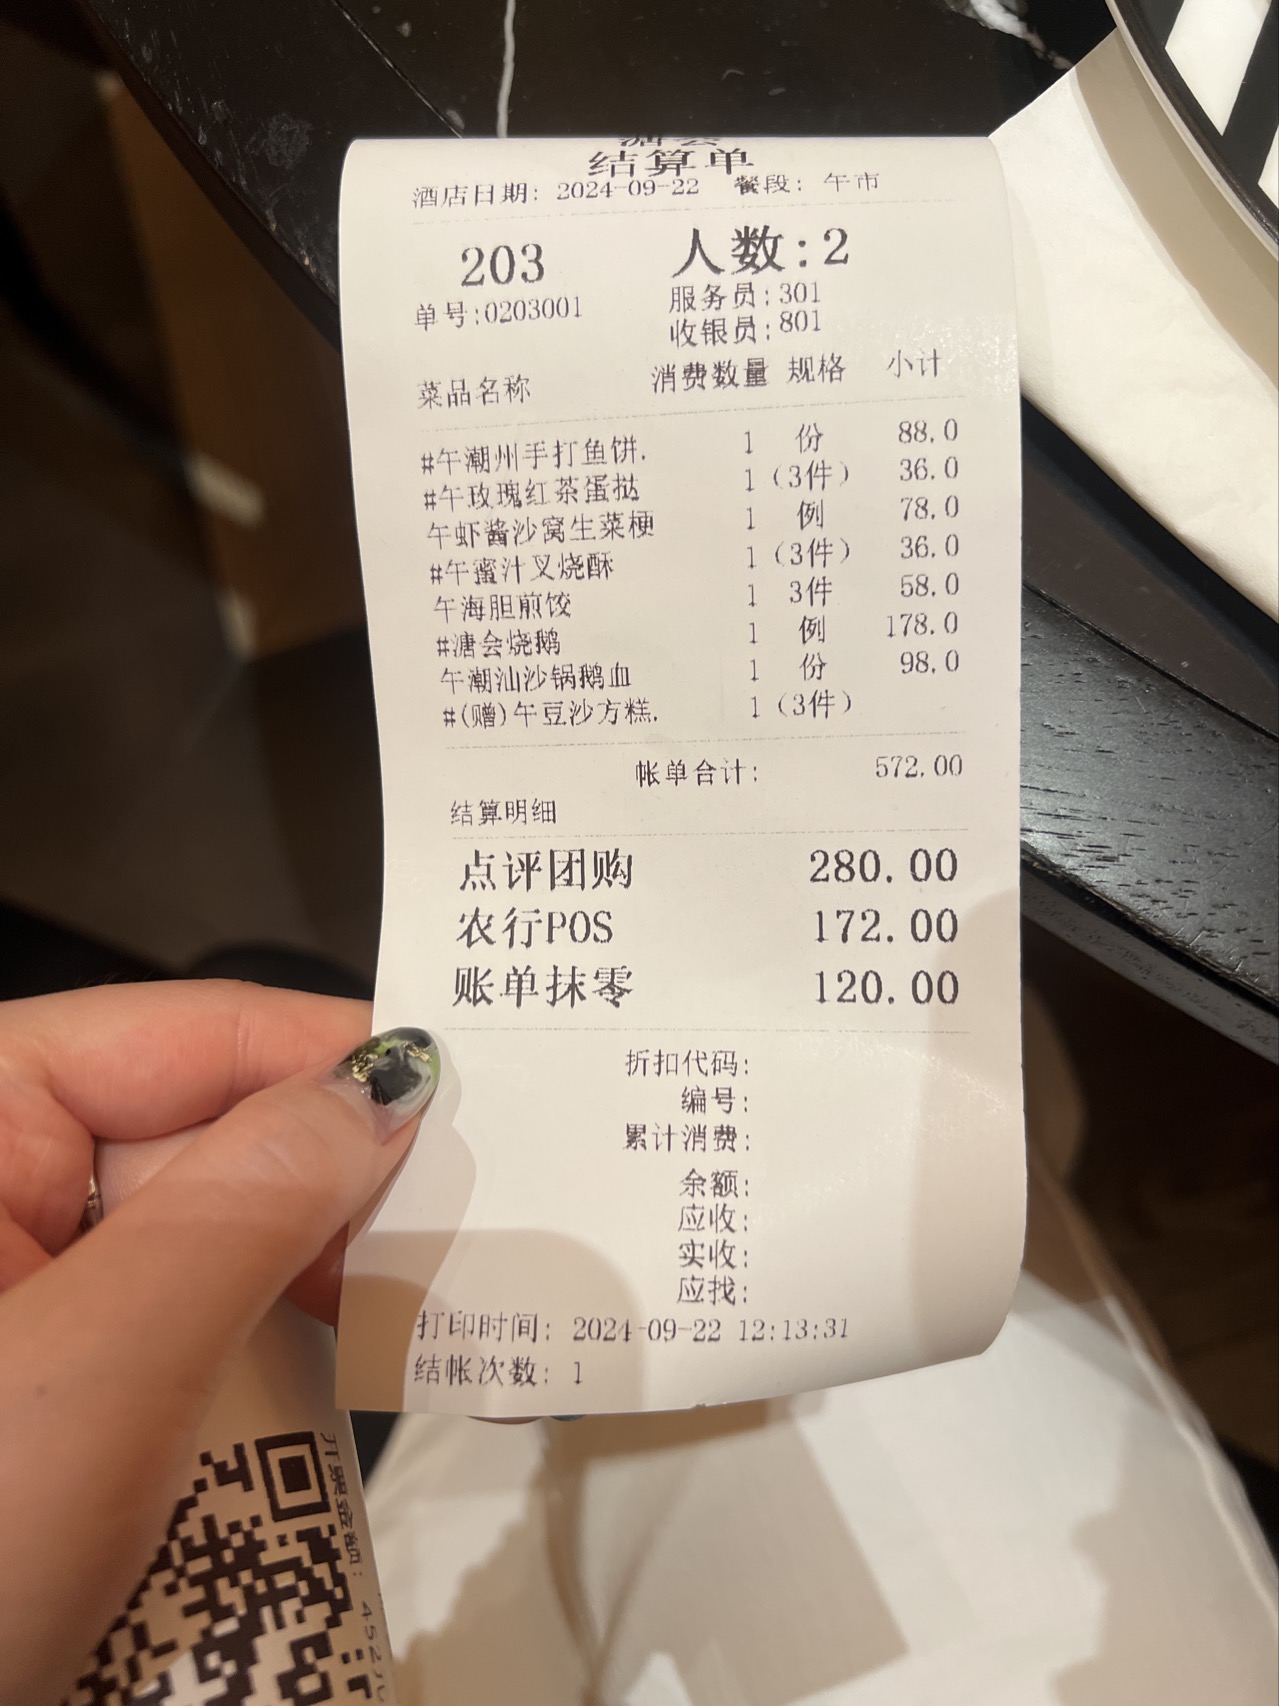 溏会
结算单
酒店日期: 2024-09-22 餐段: 午市
203 人数:2
单号:0203001 服务员:301
收银员:801
菜品名称 消费数量 规格 小计
#午潮州手打鱼饼. 1 份 88.0
#午玫瑰红茶蛋挞 1 (3件) 36.0
午虾酱沙窝生菜梗 1 例 78.0
#午蜜汁叉烧酥 1 (3件) 36.0
午海胆煎饺 1 3件 58.0
#溏会烧鹅 1 例 178.0
午潮汕沙锅鹅血 1 份 98.0
#(赠)午豆沙方糕. 1 (3件)
帐单合计: 572.00
结算明细
点评团购 280.00
农行POS 172.00
账单抹零 120.00
折扣代码:
编号:
累计消费:
余额:
应收:
实收:
应找:
打印时间: 2024-09-22 12:13:31
结帐次数: 1
开票金额: